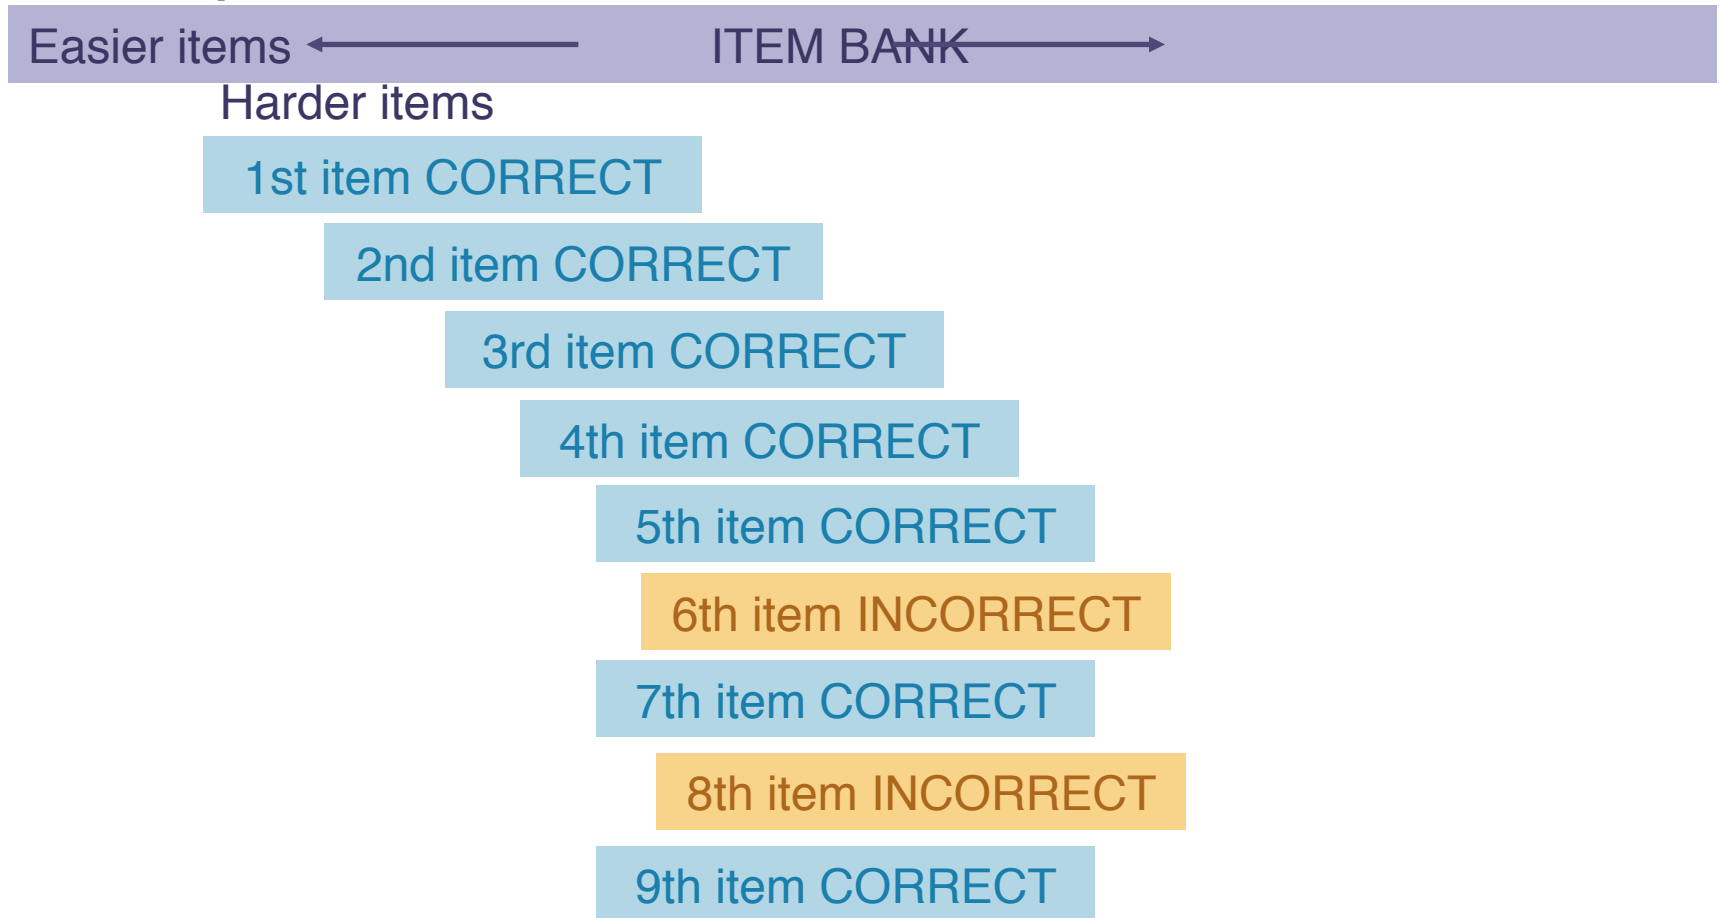 Easier items ITEM BANK
Harder items
1st item CORRECT
2nd item CORRECT
3rd item CORRECT
4th item CORRECT
5th item CORRECT
6th item INCORRECT
7th item CORRECT
8th item INCORRECT
9th item CORRECT